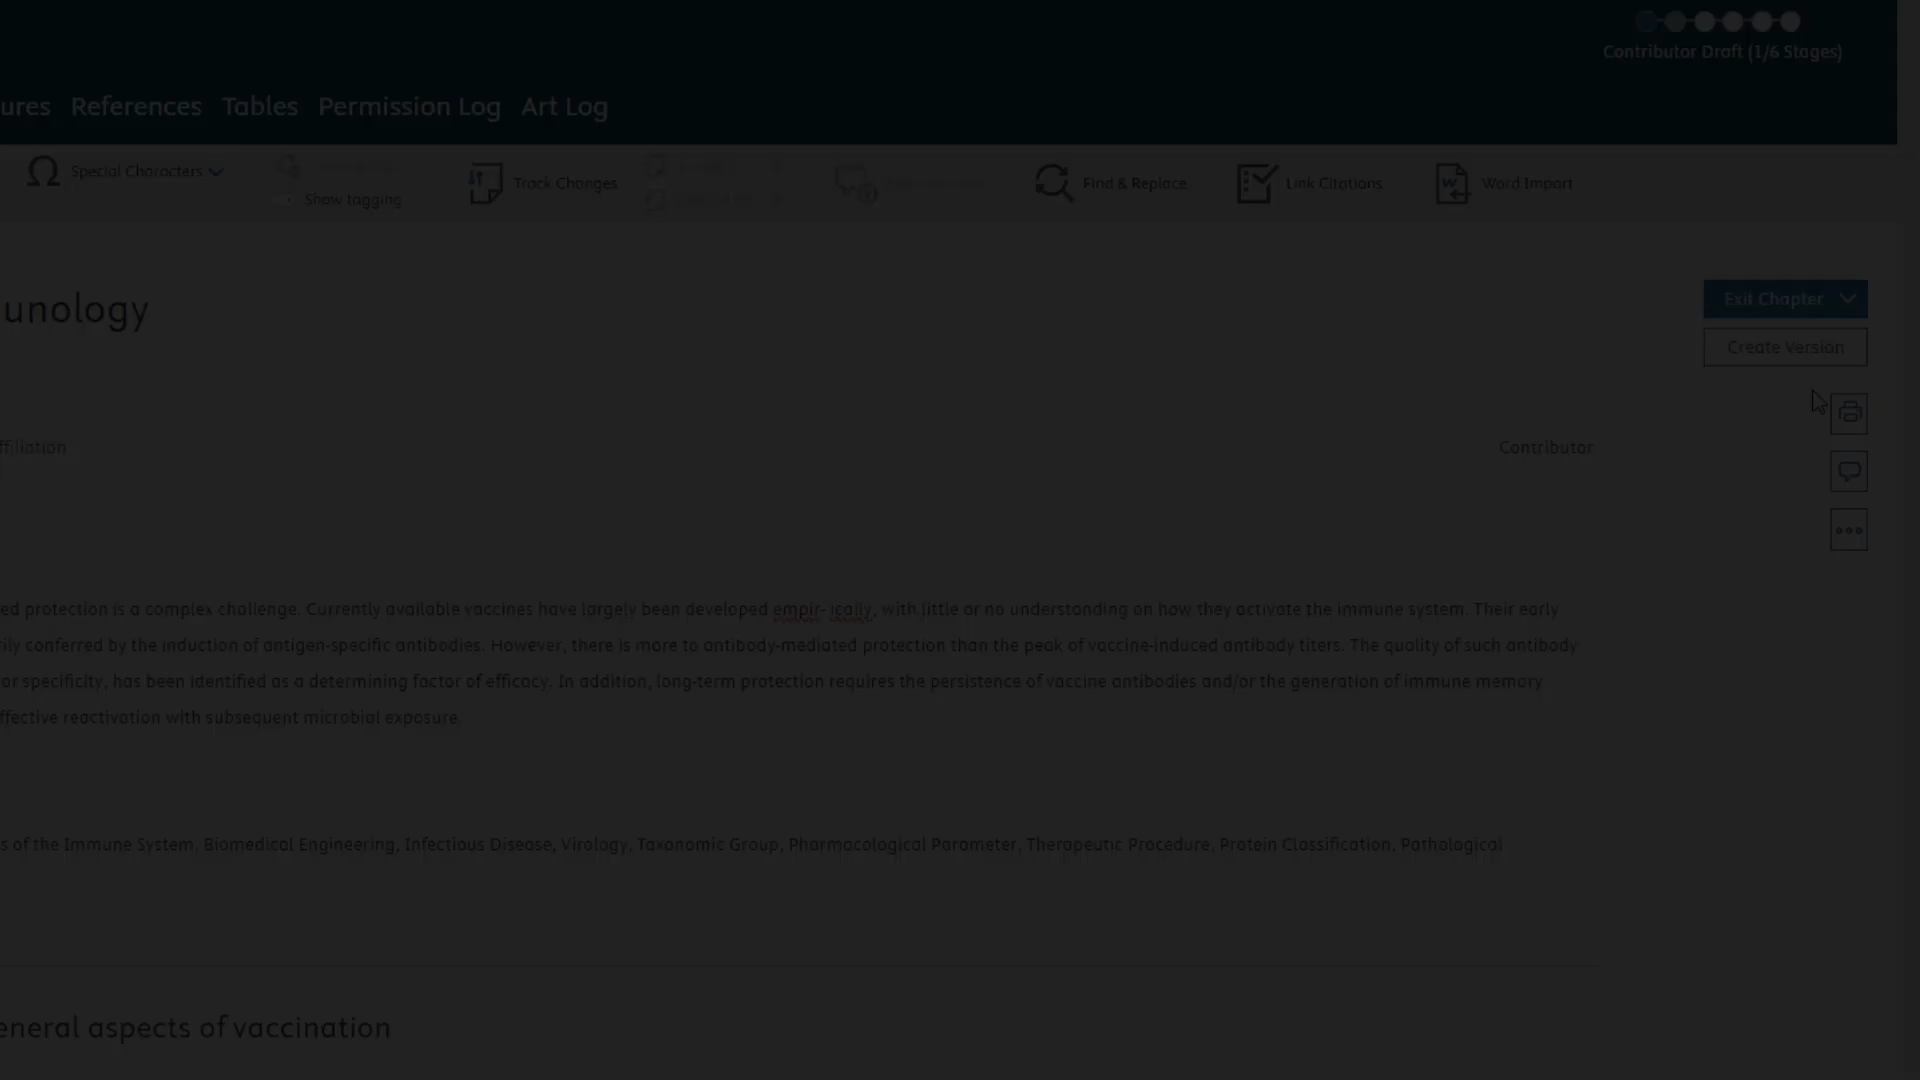 Contributor Draft (1/6 Stages)
ures References Tables Permission Log Art Log
Special Characters
Show tagging
Track Changes
Find & Replace
Link Citations
Word Import
unology
Exit Chapter
Create Version
ffiliation
Contributor
ed protection is a complex challenge. Currently available vaccines have largely been developed empir- ically, with little or no understanding on how they activate the immune system. Their early
rily conferred by the induction of antigen-specific antibodies. However, there is more to antibody-mediated protection than the peak of vaccine-induced antibody titers. The quality of such antibody
or specificity, has been identified as a determining factor of efficacy. In addition, long-term protection requires the persistence of vaccine antibodies and/or the generation of immune memory
ffective reactivation with subsequent microbial exposure.
s of the Immune System, Biomedical Engineering, Infectious Disease, Virology, Taxonomic Group, Pharmacological Parameter, Therapeutic Procedure, Protein Classification, Pathological
eneral aspects of vaccination